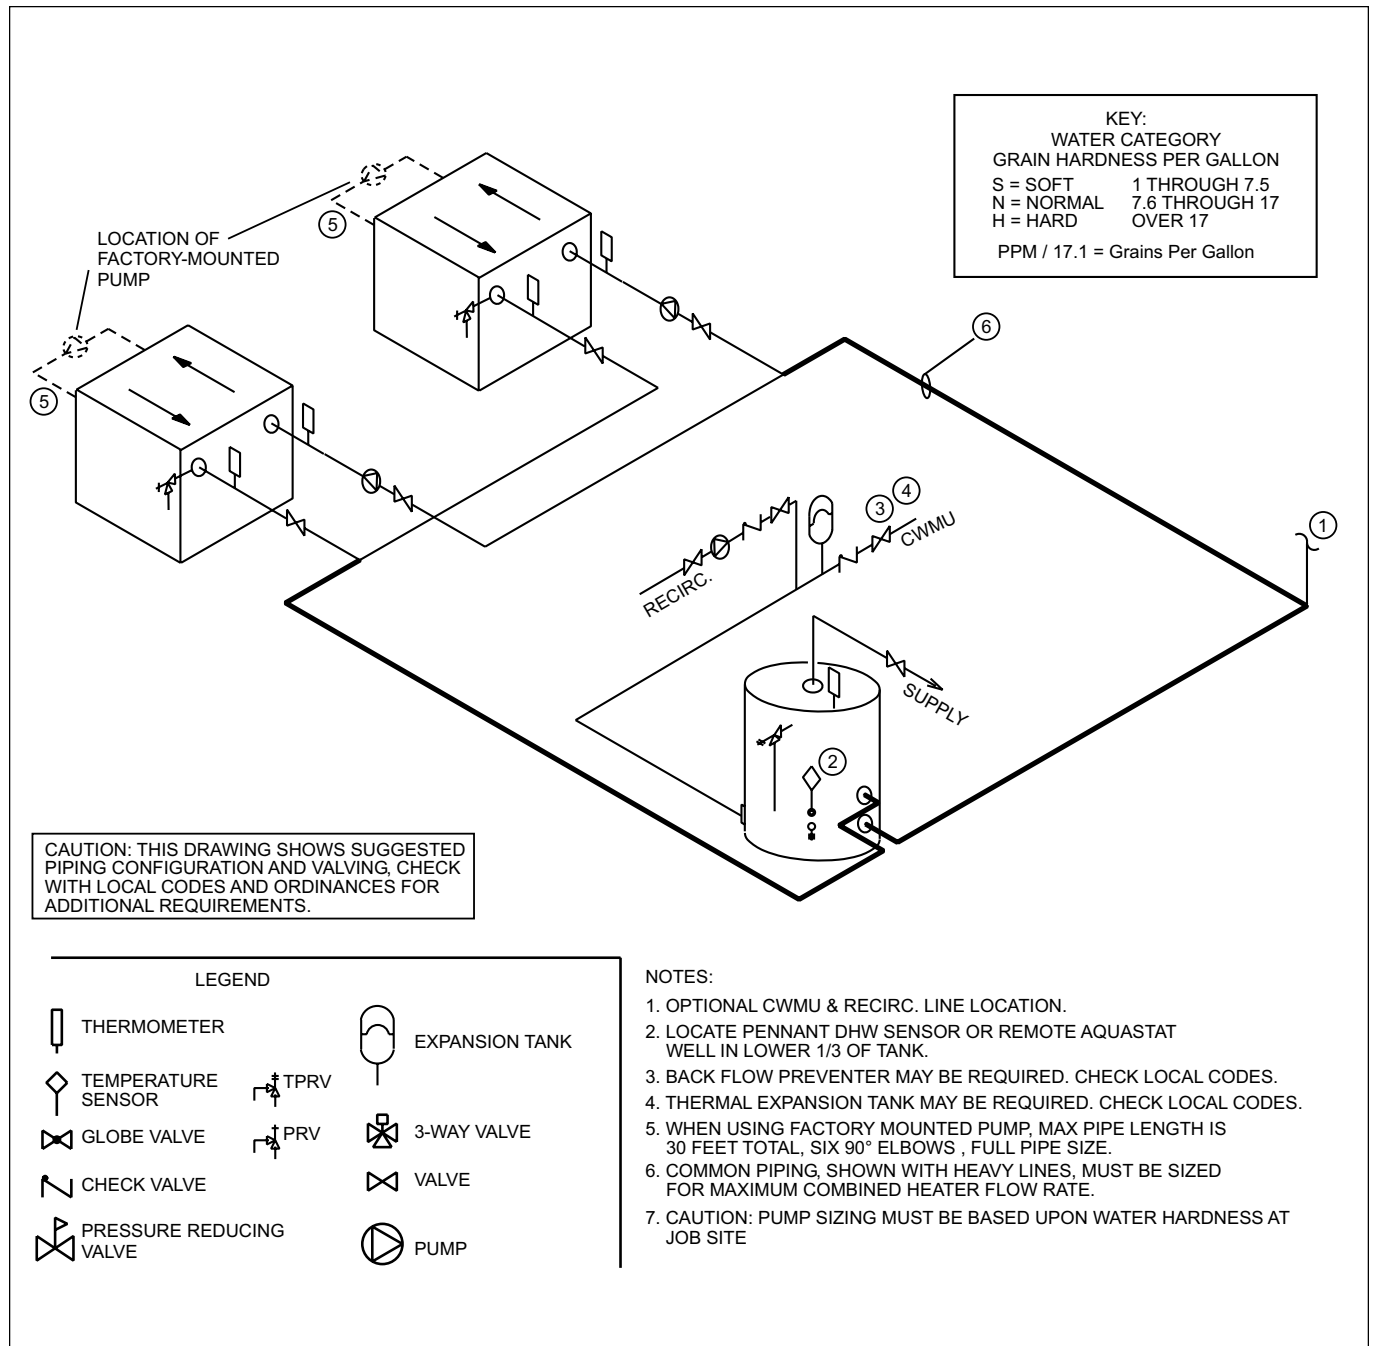 KEY:
WATER CATEGORY
GRAIN HARDNESS PER GALLON
S = SOFT 1 THROUGH 7.5
N = NORMAL 7.6 THROUGH 17
H = HARD OVER 17
PPM / 17.1 = Grains Per Gallon
5
LOCATION OF
FACTORY-MOUNTED
PUMP
6
5
3
4
CWMU
1
RECIRC.
SUPPLY
2
CAUTION: THIS DRAWING SHOWS SUGGESTED
PIPING CONFIGURATION AND VALVING, CHECK
WITH LOCAL CODES AND ORDINANCES FOR
ADDITIONAL REQUIREMENTS.
LEGEND
THERMOMETER
EXPANSION TANK
TEMPERATURE
SENSOR
TPRV
GLOBE VALVE
PRV
3-WAY VALVE
CHECK VALVE
VALVE
PRESSURE REDUCING
VALVE
PUMP
NOTES:
1. OPTIONAL CWMU & RECIRC. LINE LOCATION.
2. LOCATE PENNANT DHW SENSOR OR REMOTE AQUASTAT
WELL IN LOWER 1/3 OF TANK.
3. BACK FLOW PREVENTER MAY BE REQUIRED. CHECK LOCAL CODES.
4. THERMAL EXPANSION TANK MAY BE REQUIRED. CHECK LOCAL CODES.
5. WHEN USING FACTORY MOUNTED PUMP, MAX PIPE LENGTH IS
30 FEET TOTAL, SIX 90° ELBOWS , FULL PIPE SIZE.
6. COMMON PIPING, SHOWN WITH HEAVY LINES, MUST BE SIZED
FOR MAXIMUM COMBINED HEATER FLOW RATE.
7. CAUTION: PUMP SIZING MUST BE BASED UPON WATER HARDNESS AT
JOB SITE